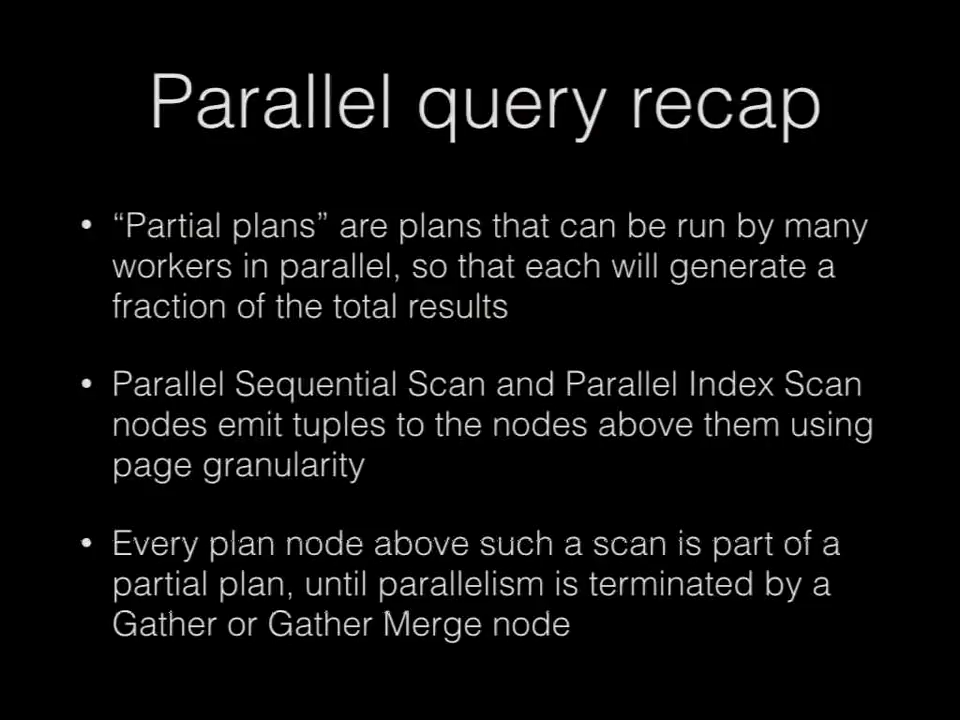 Parallel query recap
• “Partial plans” are plans that can be run by many
workers in parallel, so that each will generate a
fraction of the total results
• Parallel Sequential Scan and Parallel Index Scan
nodes emit tuples to the nodes above them using
page granularity
• Every plan node above such a scan is part of a
partial plan, until parallelism is terminated by a
Gather or Gather Merge node